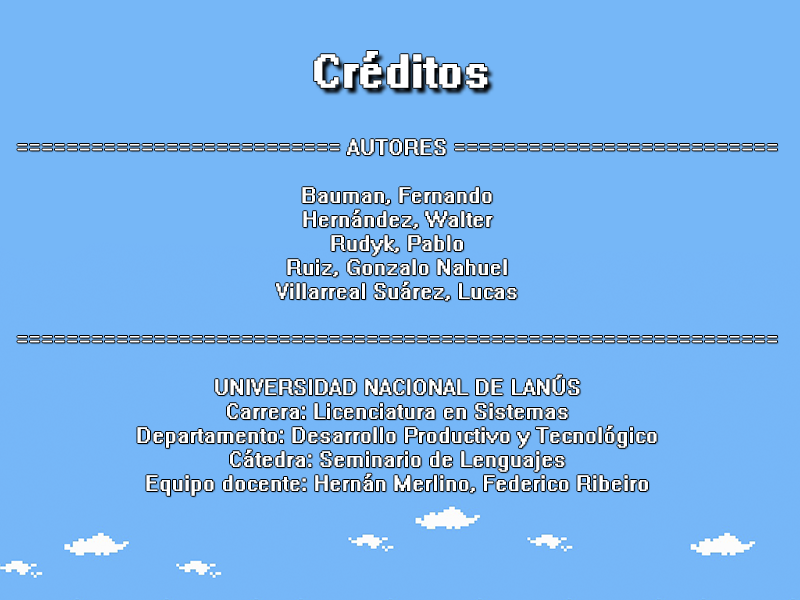 Créditos
========================== AUTORES ==========================
Bauman, Fernando
Hernández, Walter
Rudyk, Pablo
Ruiz, Gonzalo Nahuel
Villarreal Suárez, Lucas
=============================================================
UNIVERSIDAD NACIONAL DE LANÚS
Carrera: Licenciatura en Sistemas
Departamento: Desarrollo Productivo y Tecnológico
Cátedra: Seminario de Lenguajes
Equipo docente: Hernán Merlino, Federico Ribeiro